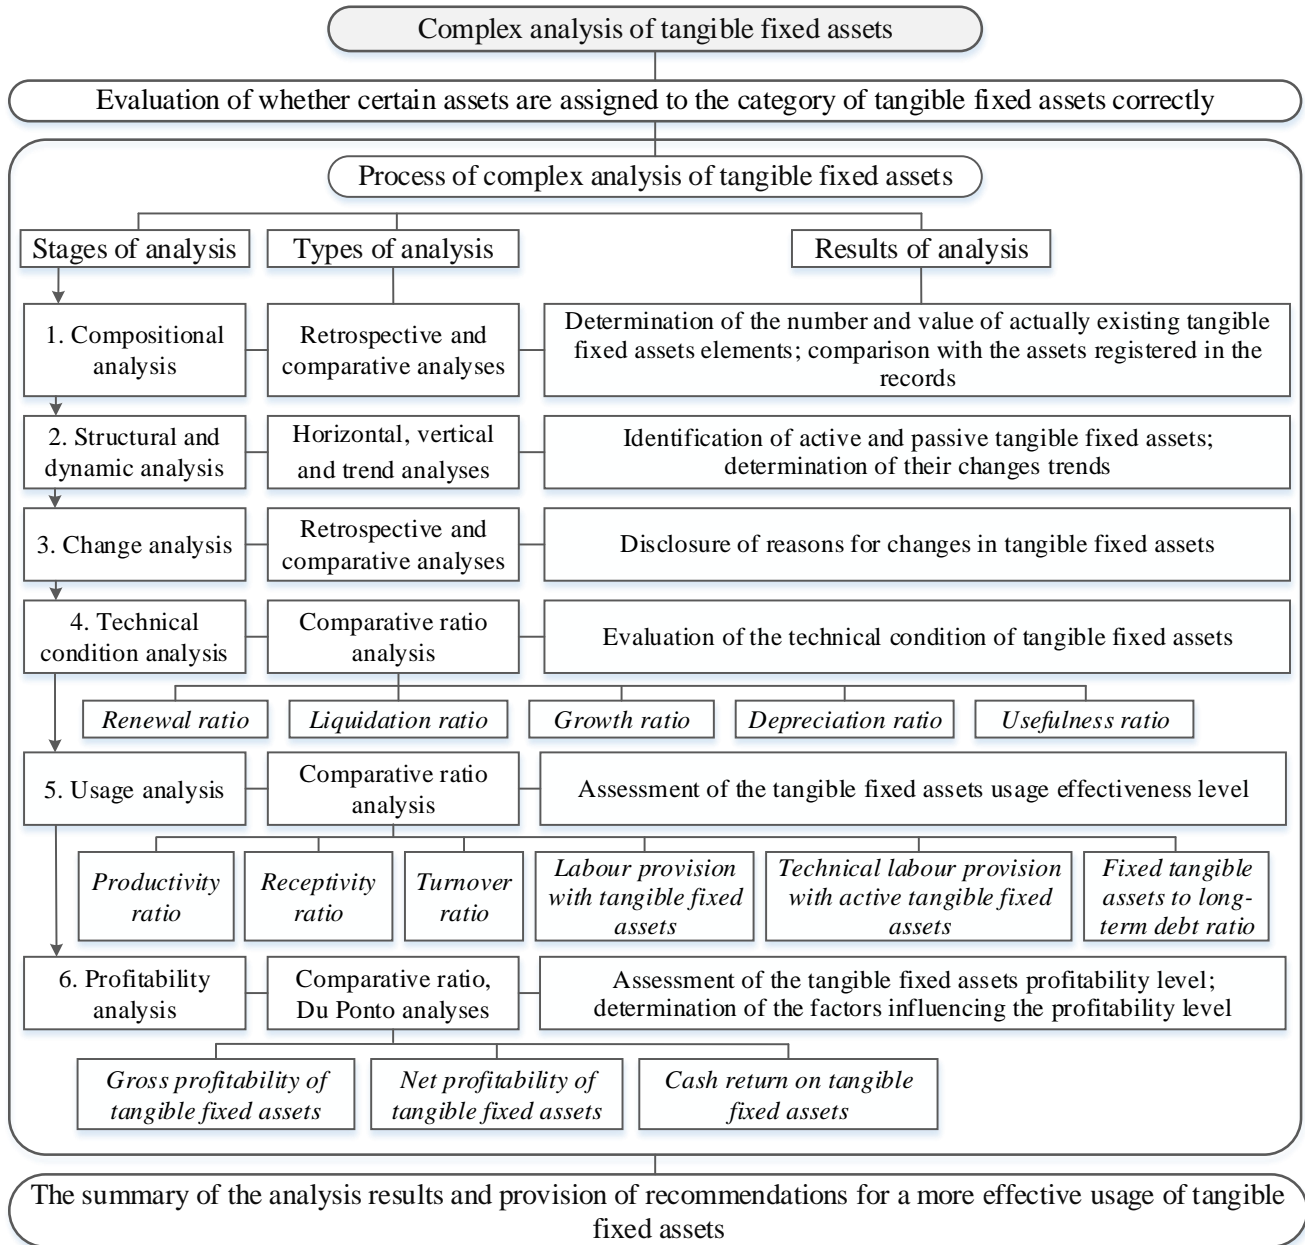 Complex analysis of tangible fixed assets
Evaluation of whether certain assets are assigned to the category of tangible fixed assets correctly
Process of complex analysis of tangible fixed assets
Stages of analysis
Types of analysis
Results of analysis
1. Compositional
analysis
Retrospective and
comparative analyses
Determination of the number and value of actually existing tangible
fixed assets elements; comparison with the assets registered in the
records
2. Structural and
dynamic analysis
Horizontal, vertical
and trend analyses
Identification of active and passive tangible fixed assets;
determination of their changes trends
3. Change analysis
Retrospective and
comparative analyses
Disclosure of reasons for changes in tangible fixed assets
4. Technical
condition analysis
Comparative ratio
analysis
Evaluation of the technical condition of tangible fixed assets
Renewal ratio
Liquidation ratio
Growth ratio
Depreciation ratio
Usefulness ratio
5. Usage analysis
Comparative ratio
analysis
Assessment of the tangible fixed assets usage effectiveness level
Productivity
ratio
Receptivity
ratio
Turnover
ratio
Labour provision
with tangible fixed
assets
Technical labour provision
with active tangible fixed
assets
Fixed tangible
assets to long-
term debt ratio
6. Profitability
analysis
Comparative ratio,
Du Ponto analyses
Assessment of the tangible fixed assets profitability level;
determination of the factors influencing the profitability level
Gross profitability of
tangible fixed assets
Net profitability of
tangible fixed assets
Cash return on tangible
fixed assets
The summary of the analysis results and provision of recommendations for a more effective usage of tangible
fixed assets